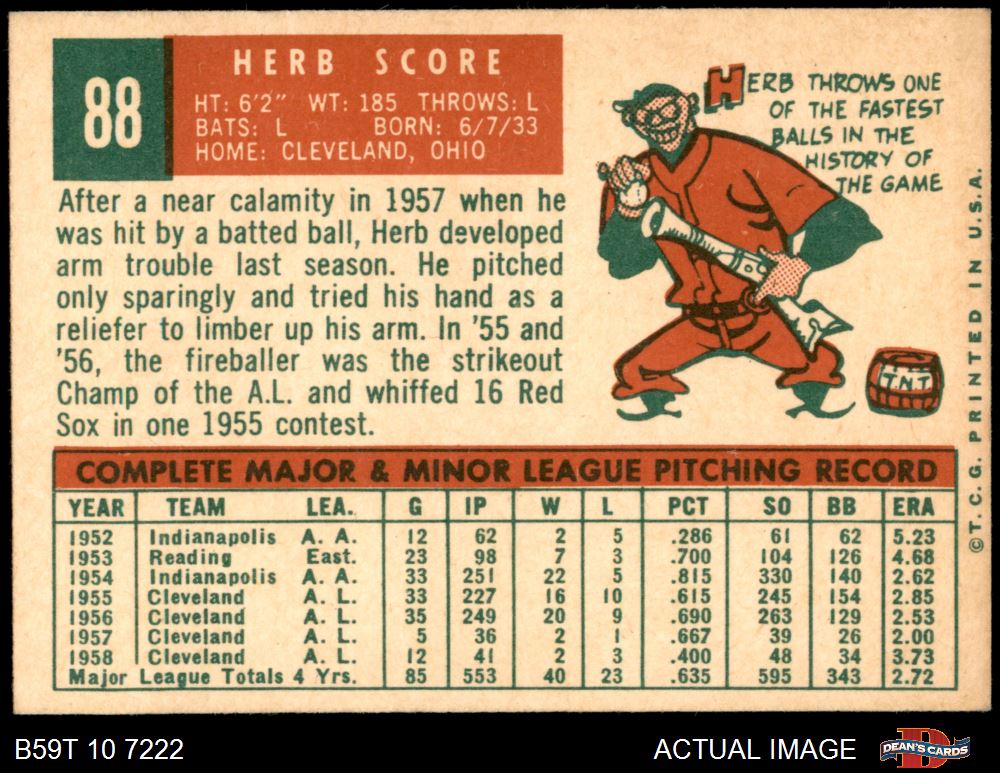 88
HERB SCORE
HT: 6'2" WT: 185 THROWS: L
BATS: L BORN: 6/7/33
HOME: CLEVELAND, OHIO
HERB THROWS ONE
OF THE FASTEST
BALLS IN THE
HISTORY OF
THE GAME
After a near calamity in 1957 when he
was hit by a batted ball, Herb developed
arm trouble last season. He pitched
only sparingly and tried his hand as a
reliefer to limber up his arm. In '55 and
'56, the fireballer was the strikeout
Champ of the A.L. and whiffed 16 Red
Sox in one 1955 contest.
TNT
COMPLETE MAJOR & MINOR LEAGUE PITCHING RECORD
YEAR TEAM LEA. G IP W L PCT SO BB ERA
1952 Indianapolis A. A. 12 62 2 5 .286 61 62 5.23
1953 Reading East. 23 98 7 3 .700 104 126 4.68
1954 Indianapolis A. A. 33 251 22 5 .815 330 140 2.62
1955 Cleveland A. L. 33 227 16 10 .615 245 154 2.85
1956 Cleveland A. L. 35 249 20 9 .690 263 129 2.53
1957 Cleveland A. L. 5 36 2 1 .667 39 26 2.00
1958 Cleveland A. L. 12 41 2 3 .400 48 34 3.73
Major League Totals 4 Yrs. 85 553 40 23 .635 595 343 2.72
© T. C. G. PRINTED IN U.S.A.
B59T 10 7222
ACTUAL IMAGE
DEAN'S CARDS